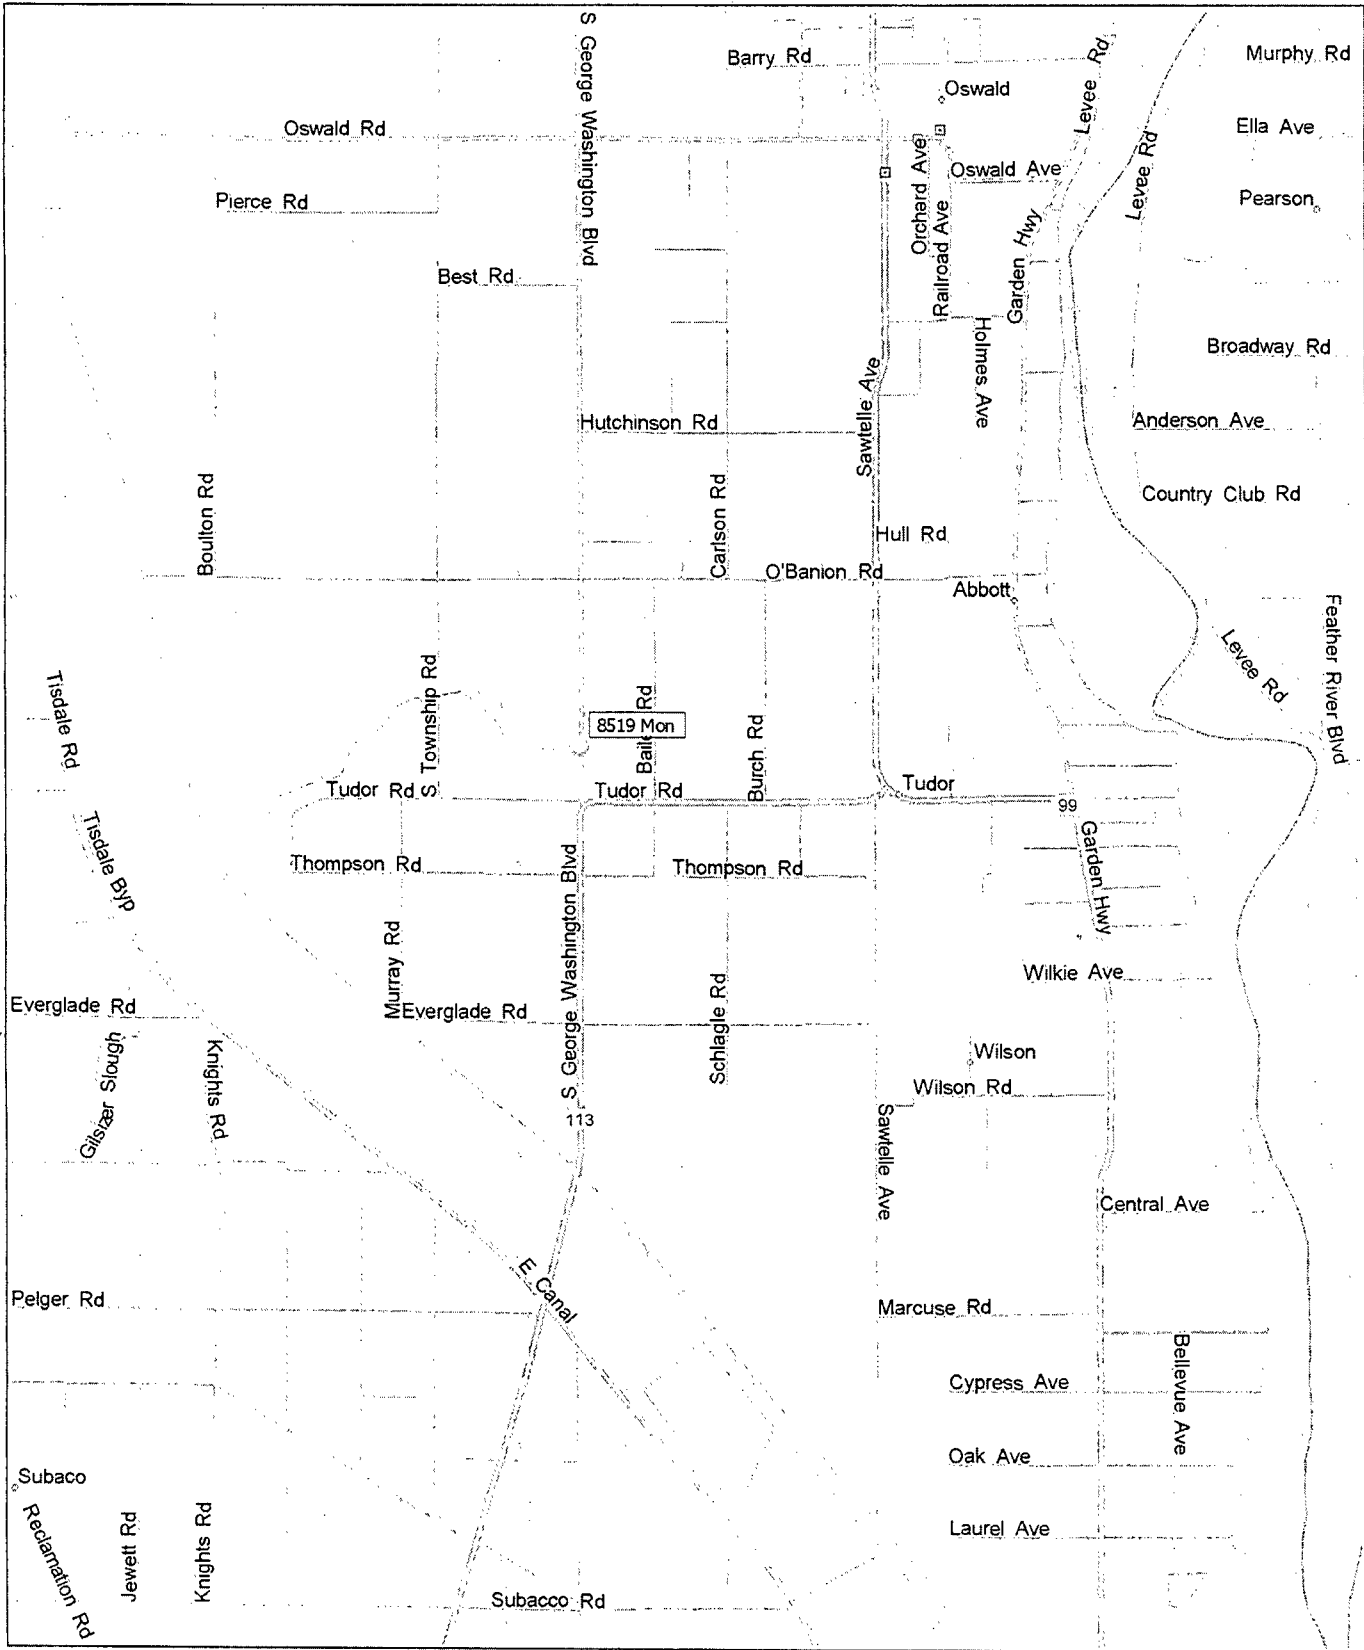 S George Washington Blvd
Barry Rd
Levee Rd
Murphy Rd
Oswald
Oswald Rd
Ella Ave
Levee Rd
Orchard Ave
Oswald Ave
Pierce Rd
Pearson
Railroad Ave
Garden Hwy
Best Rd
Holmes Ave
Broadway Rd
Sawtelle Ave
Hutchinson Rd
Anderson Ave
Boulton Rd
Carlson Rd
Country Club Rd
Hull Rd
O'Banion Rd
Abbott
Feather River Blvd
Levee Rd
Tisdale Rd
S Township Rd
Rd
8519 Mon
Burch Rd
Tudor Rd
Tudor Rd
Tudor
99
Tisdale Byp
Garden Hwy
Thompson Rd
Thompson Rd
S George Washington Blvd
Murray Rd
Wilkie Ave
Everglade Rd
Everglade Rd
Schlagle Rd
Gilsizer Slough
Knights Rd
Wilson
Wilson Rd
113
Sawtelle Ave
Central Ave
E Canal
Pelger Rd
Marcuse Rd
Bellevue Ave
Cypress Ave
Oak Ave
Subaco
Reclamation Rd
Jewett Rd
Knights Rd
Laurel Ave
Subacco Rd